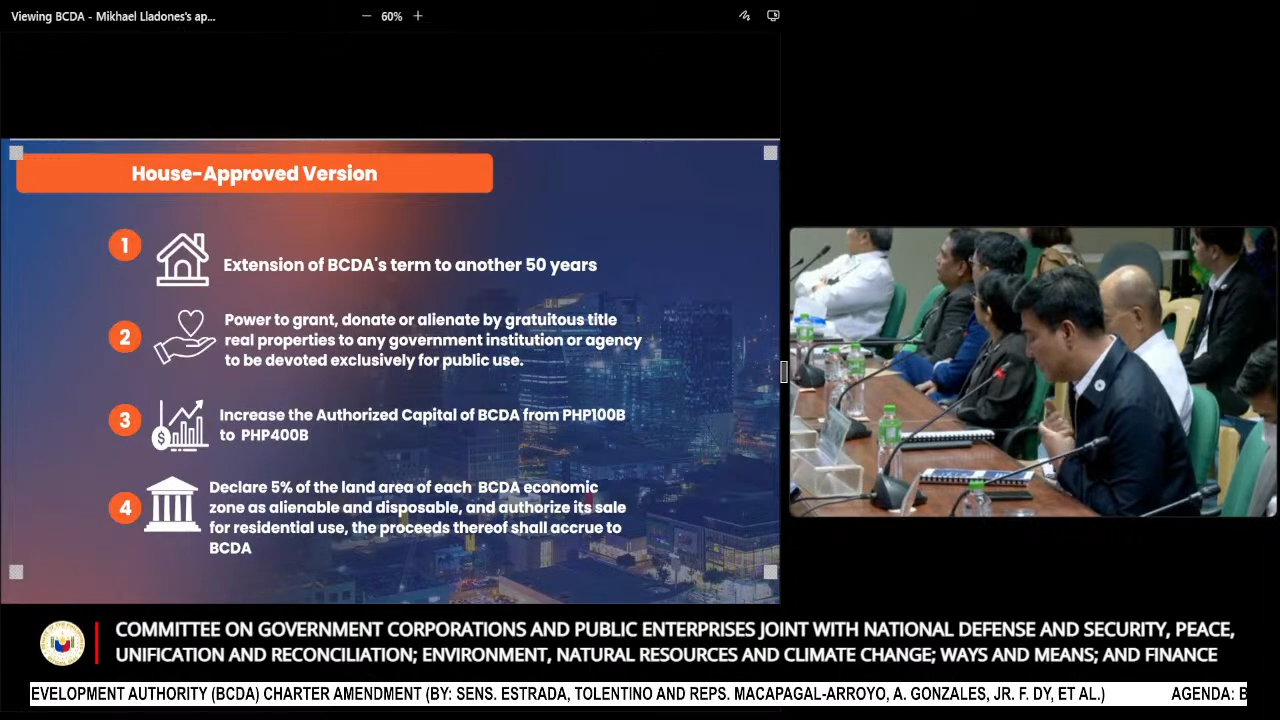 Viewing BCDA - Mikhael Lladones's ap...
60%
House-Approved Version
1
Extension of BCDA's term to another 50 years
2
Power to grant, donate or alienate by gratuitous title
real properties to any government institution or agency
to be devoted exclusively for public use.
3
Increase the Authorized Capital of BCDA from PHP100B
to PHP400B
4
Declare 5% of the land area of each BCDA economic
zone as alienable and disposable, and authorize its sale
for residential use, the proceeds thereof shall accrue to
BCDA
COMMITTEE ON GOVERNMENT CORPORATIONS AND PUBLIC ENTERPRISES JOINT WITH NATIONAL DEFENSE AND SECURITY, PEACE,
UNIFICATION AND RECONCILIATION; ENVIRONMENT, NATURAL RESOURCES AND CLIMATE CHANGE; WAYS AND MEANS; AND FINANCE
EVELOPMENT AUTHORITY (BCDA) CHARTER AMENDMENT (BY: SENS. ESTRADA, TOLENTINO AND REPS. MACAPAGAL-ARROYO, A. GONZALES, JR. F. DY, ET AL.) AGENDA: B